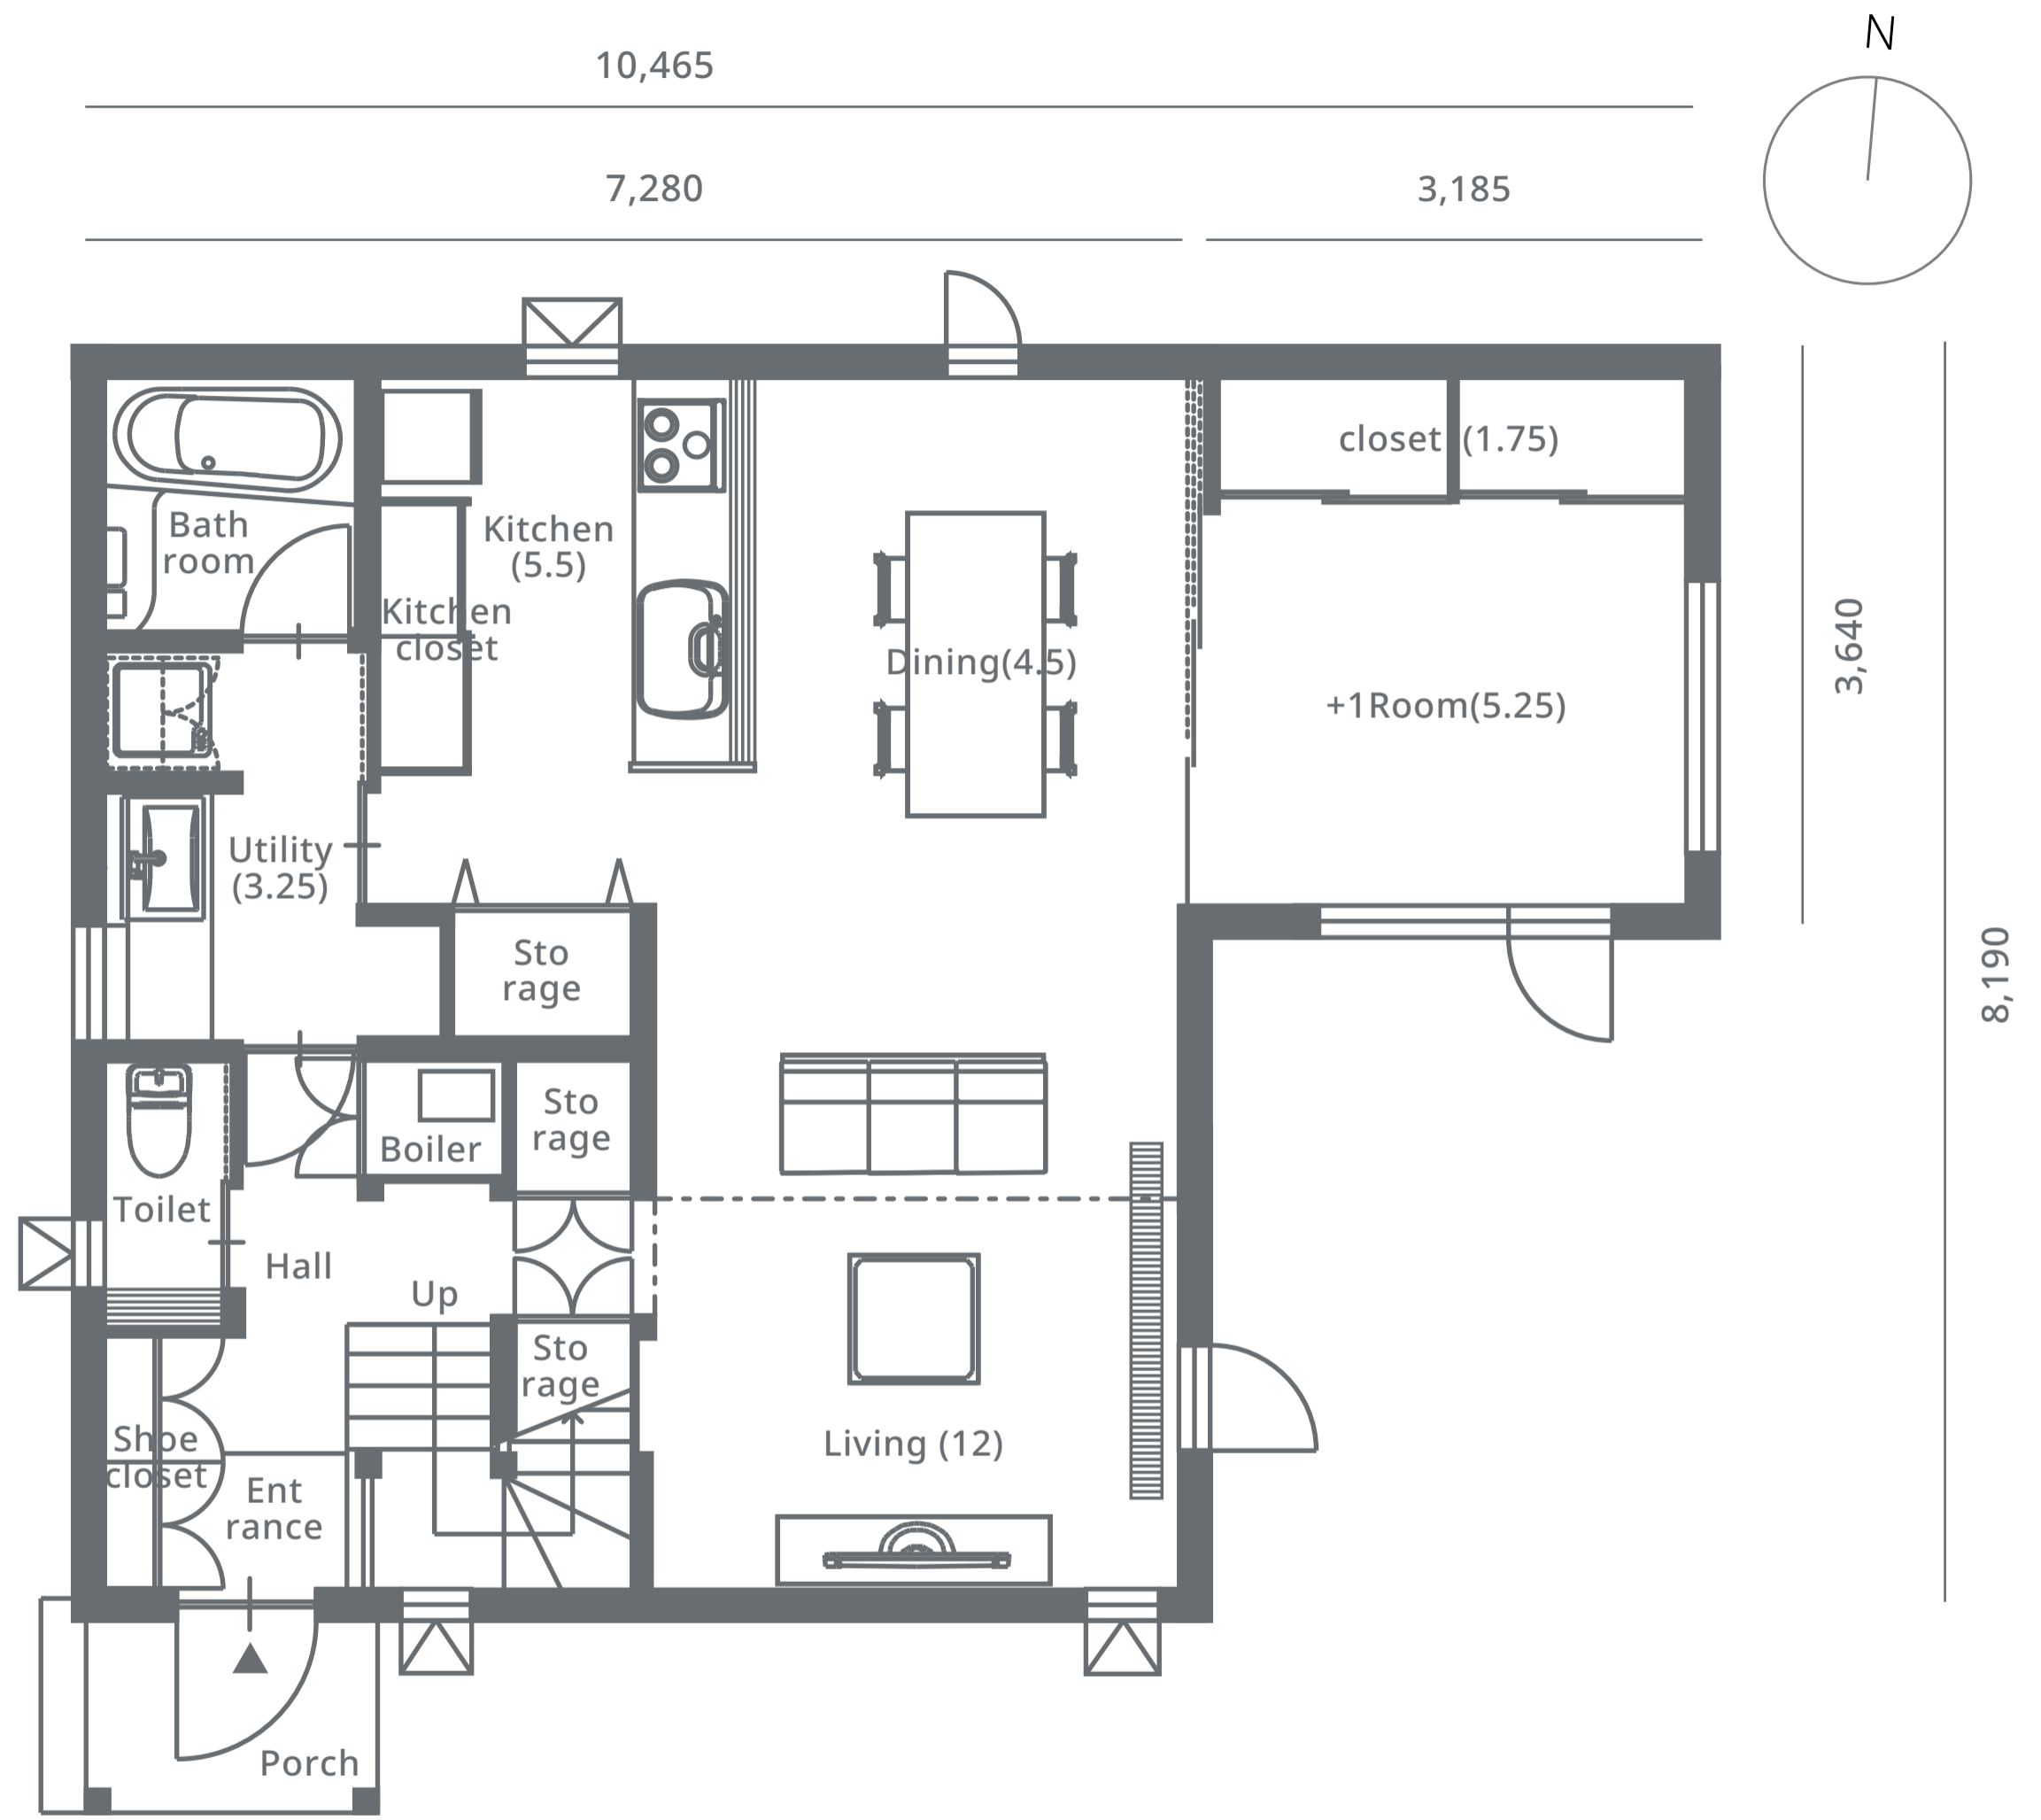 N
10,465
7,280
3,185
closet (1.75)
Bath
room
Kitchen
(5.5)
Kitchen
closet
Dining(4.5)
+1Room(5.25)
3,640
Utility
(3.25)
Sto
rage
8,190
Boiler
Sto
rage
Toilet
Hall
Up
Sto
rage
Shoe
closet
Living (12)
Ent
rance
Porch